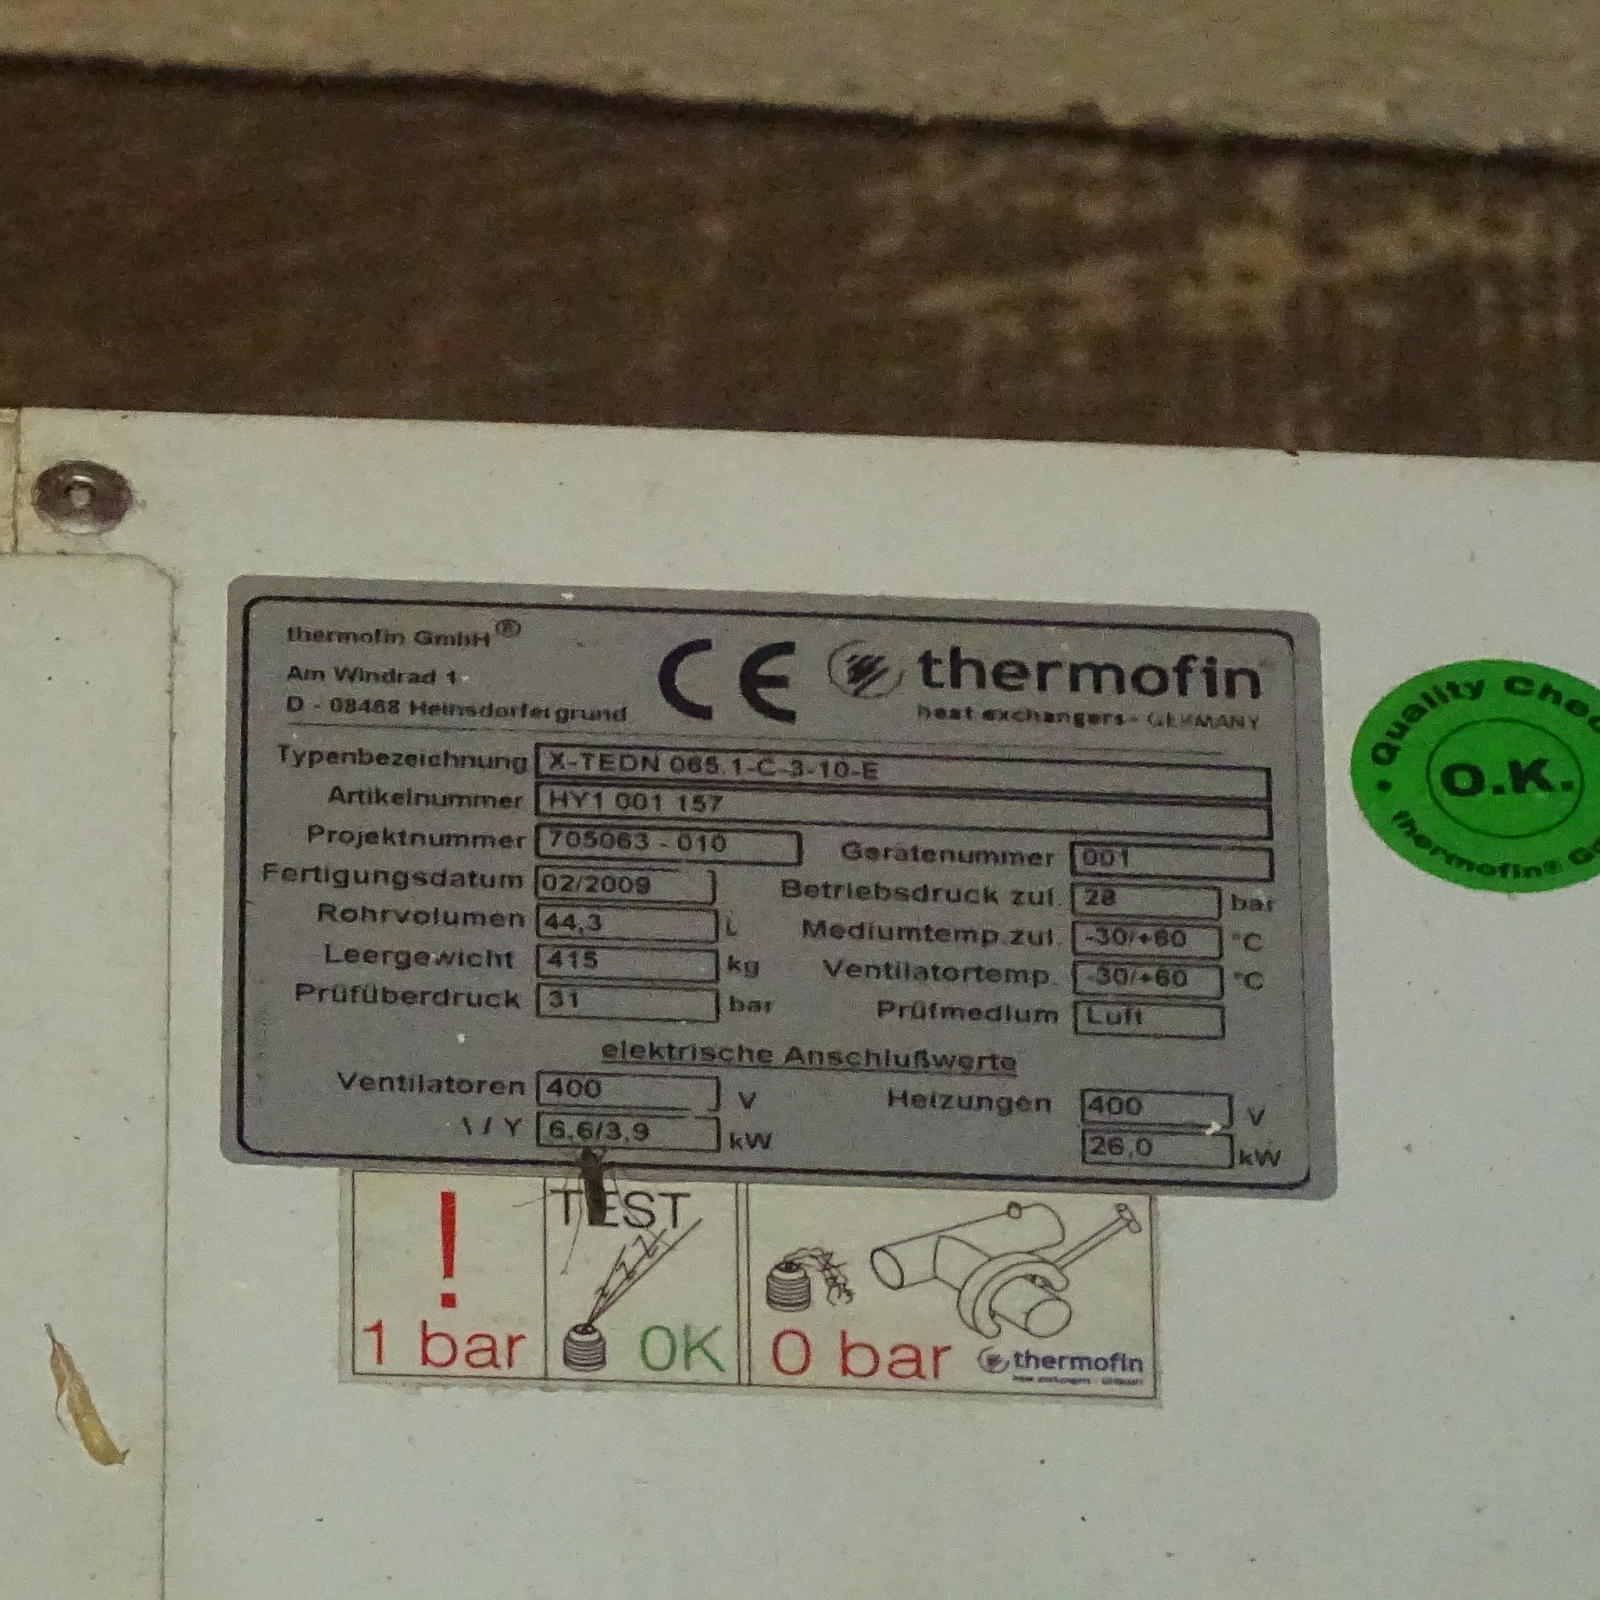 thermofin GmbH®
Am Windrad 1
D - 08468 Heinsdorfergrund
CE thermofin
heat exchangers - GERMANY
Typenbezeichnung X-TEDN 065.1-C-3-10-E
Artikelnummer HY1 001 157
Projektnummer 705063 - 010 Gerätenummer 001
Fertigungsdatum 02/2009 Betriebsdruck zul. 28 bar
Rohrvolumen 44,3 L Mediumtemp.zul. -30/+60 °C
Leergewicht 415 kg Ventilatortemp. -30/+60 °C
Prüfüberdruck 31 bar Prüfmedium Luft
elektrische Anschlußwerte
Ventilatoren 400 V Heizungen 400 V
/ Y 6,6/3,9 kW 26,0 kW
• Quality Chec
O.K.
thermofin® G
! TEST
1 bar OK 0 bar thermofin